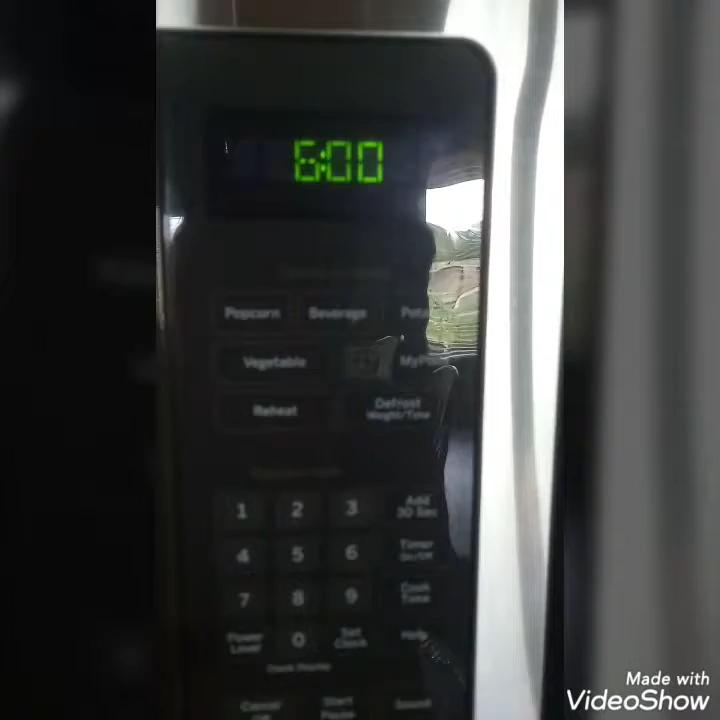 6:00
Popcorn Beverage
Vegetable
Reheat Defrost
Weight/Time
1 2 3 Add
30 Sec
4 5 6 Timer
On/Off
7 8 9 Cook
Time
Power
Level 0 Set
Clock Help
Cancel Start
Pause Sound
Made with
VideoShow